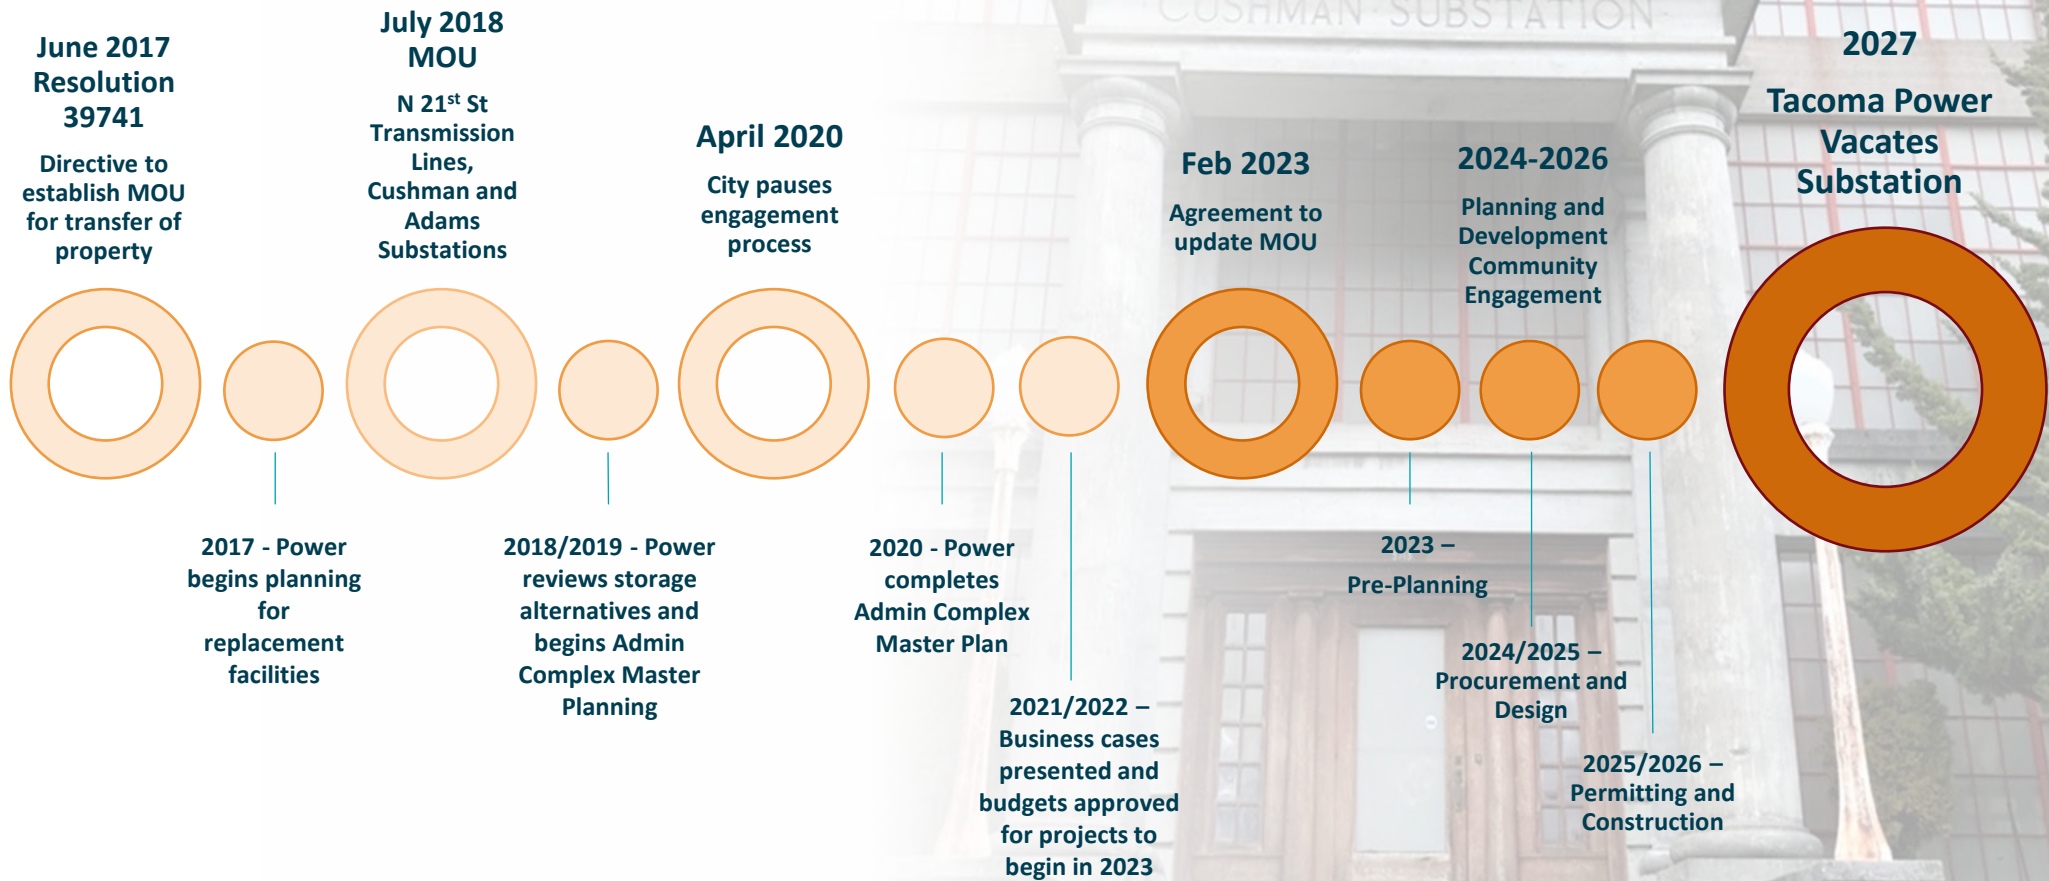 CUSHMAN SUBSTATION
June 2017
Resolution
39741
Directive to
establish MOU
for transfer of
property
July 2018
MOU
N 21st St
Transmission
Lines,
Cushman and
Adams
Substations
April 2020
City pauses
engagement
process
Feb 2023
Agreement to
update MOU
2024-2026
Planning and
Development
Community
Engagement
2027
Tacoma Power
Vacates
Substation
2017 - Power
begins planning
for
replacement
facilities
2018/2019 - Power
reviews storage
alternatives and
begins Admin
Complex Master
Planning
2020 - Power
completes
Admin Complex
Master Plan
2021/2022 –
Business cases
presented and
budgets approved
for projects to
begin in 2023
2023 –
Pre-Planning
2024/2025 –
Procurement and
Design
2025/2026 –
Permitting and
Construction